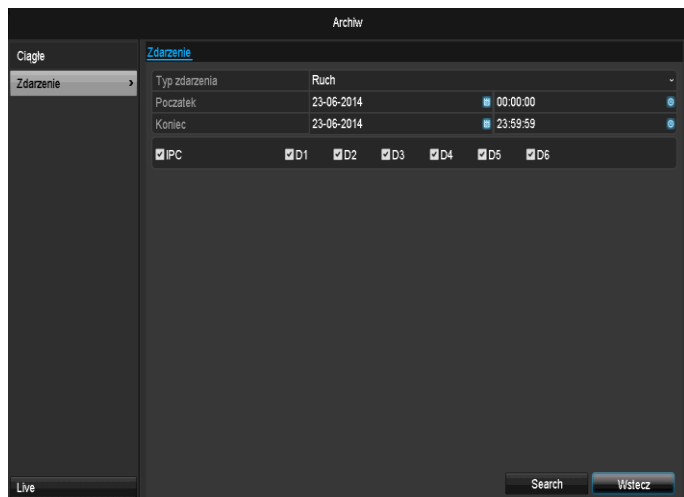 Archiw
Ciągłe
Zdarzenie
Zdarzenie
Typ zdarzenia Ruch
Poczatek 23-06-2014 00:00:00
Koniec 23-06-2014 23:59:59
IPC D1 D2 D3 D4 D5 D6
Search Wstecz
Live